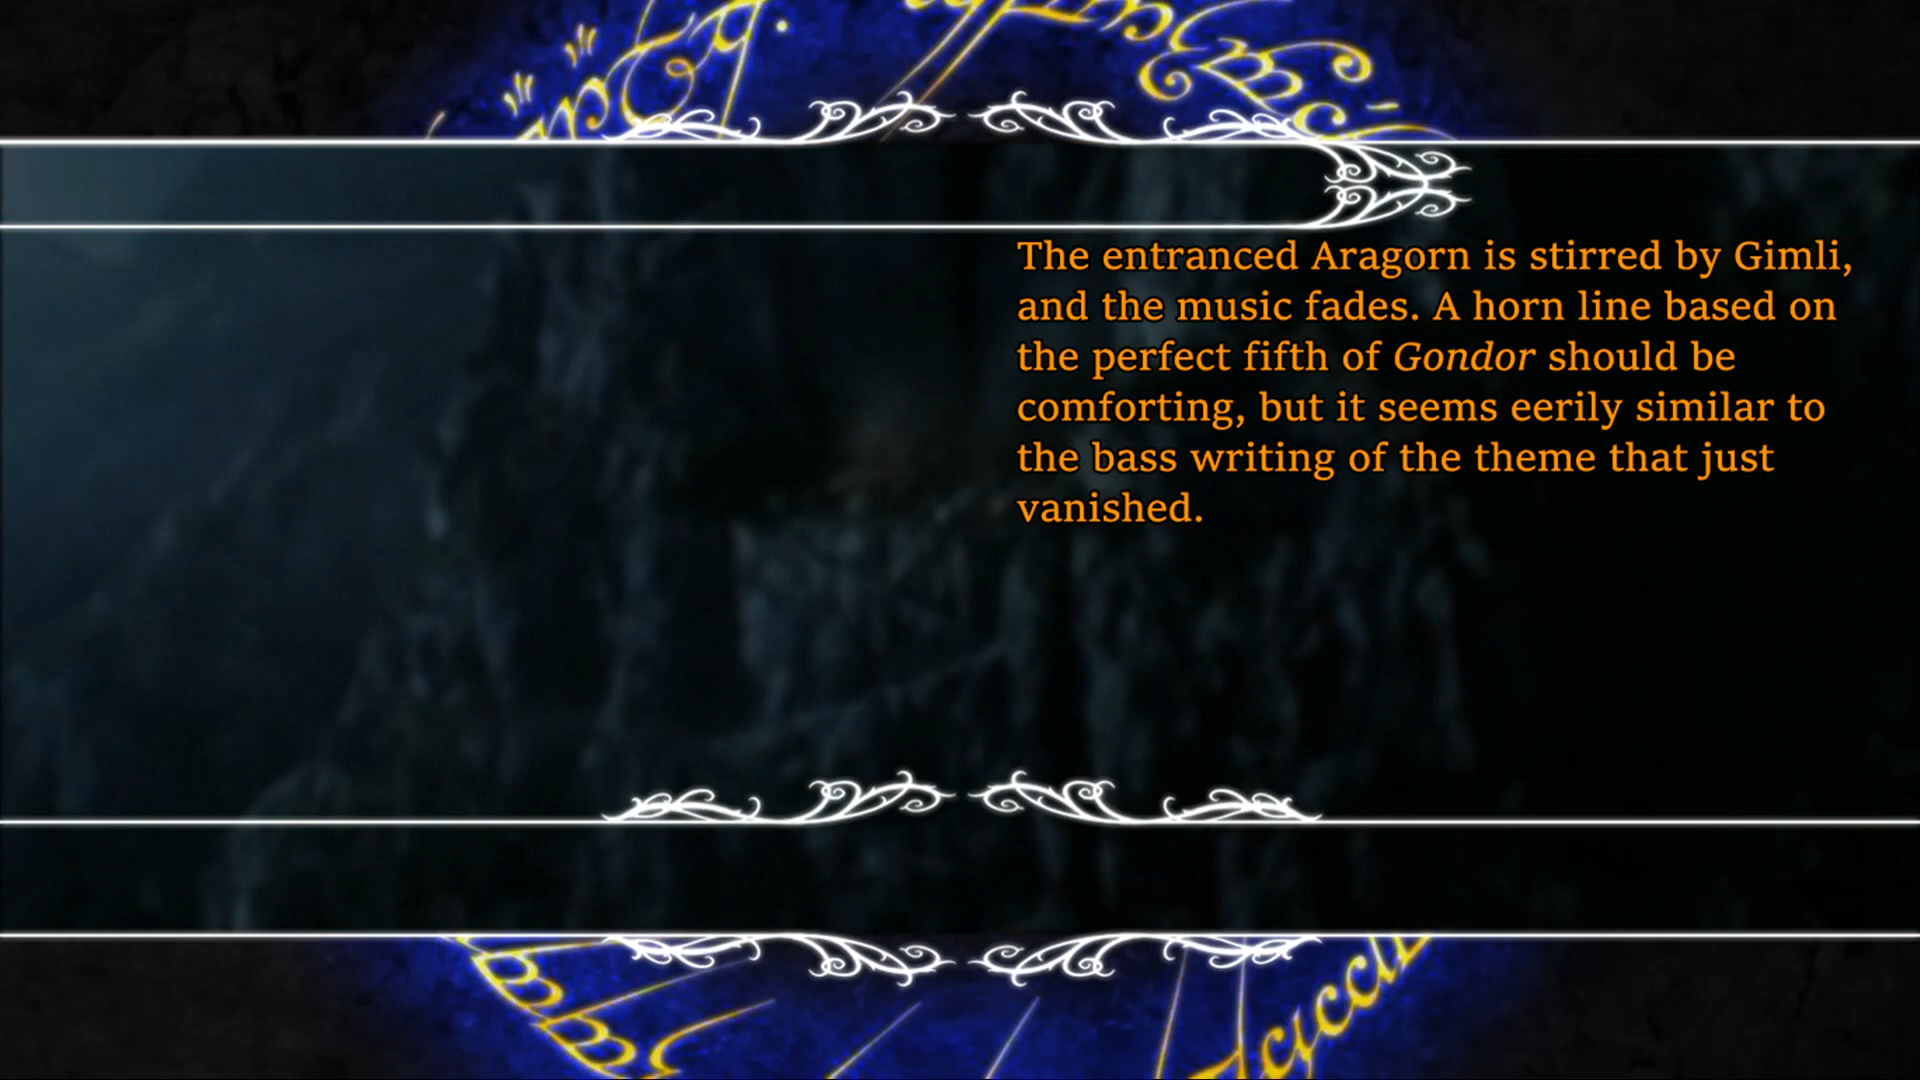 The entranced Aragorn is stirred by Gimli,
and the music fades. A horn line based on
the perfect fifth of Gondor should be
comforting, but it seems eerily similar to
the bass writing of the theme that just
vanished.